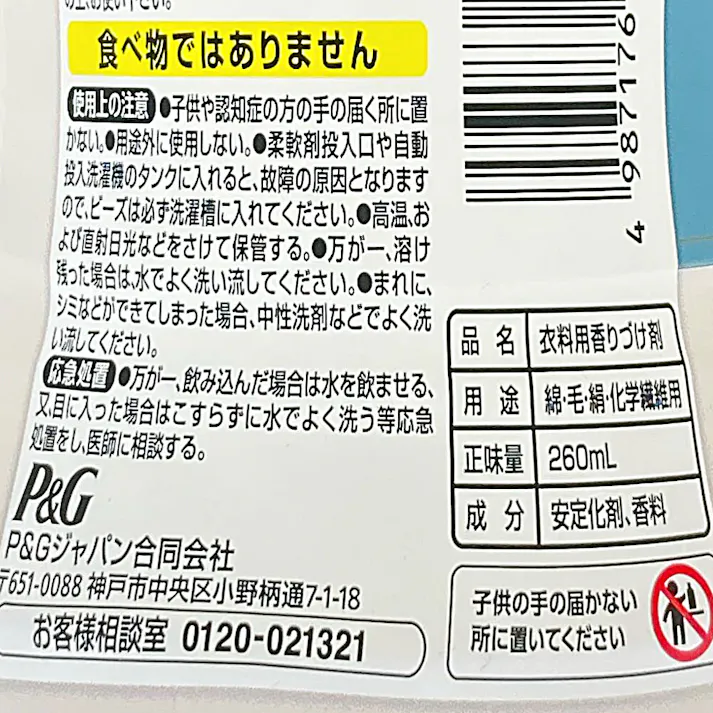 の上、お使い下さい。
食べ物ではありません
使用上の注意 ●子供や認知症の方の手の届く所に置
かない。●用途外に使用しない。●柔軟剤投入口や自動
投入洗濯機のタンクに入れると、故障の原因となります
ので、ビーズは必ず洗濯槽に入れてください。●高温、お
よび直射日光などをさけて保管する。●万が一、溶け
残った場合は、水でよく洗い流してください。●まれに、
シミなどができてしまった場合、中性洗剤などでよく洗
い流してください。
応急処置 ●万が一、飲み込んだ場合は水を飲ませる、
又、目に入った場合はこすらずに水でよく洗う等応急
処置をし、医師に相談する。
P&G
P&Gジャパン合同会社
〒651-0088 神戸市中央区小野柄通7-1-18
お客様相談室 0120-021321
4 987176
品名 衣料用香りづけ剤
用途 綿・毛・絹・化学繊維用
正味量 260mL
成分 安定化剤、香料
子供の手の届かない
所に置いてください